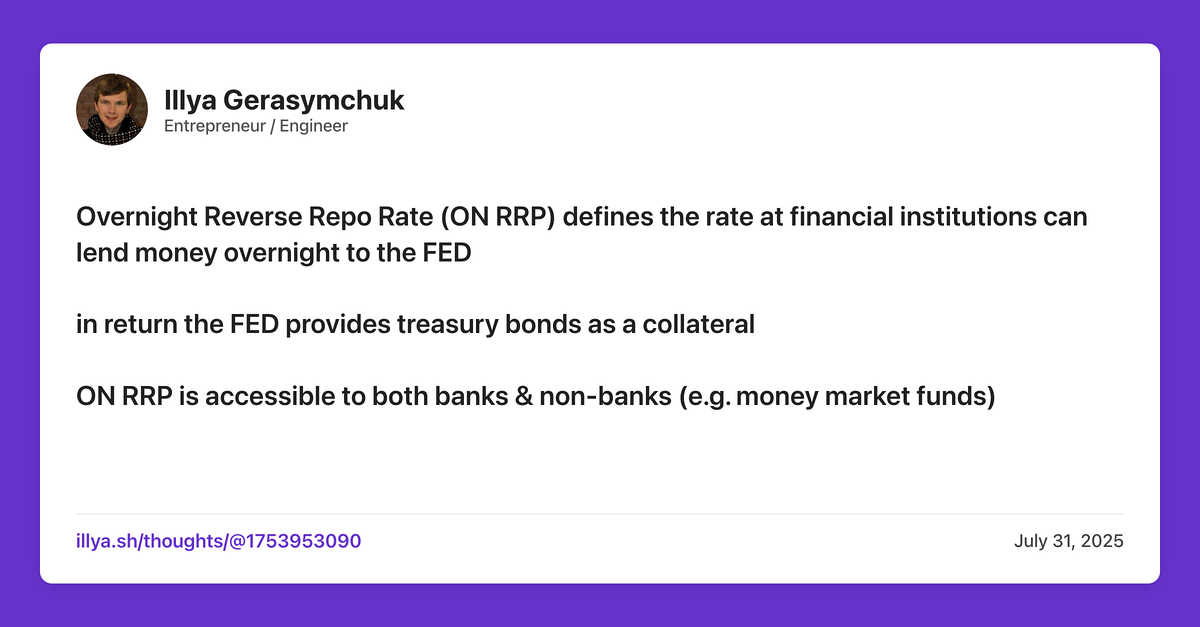 Illya Gerasymchuk
Entrepreneur / Engineer
Overnight Reverse Repo Rate (ON RRP) defines the rate at financial institutions can
lend money overnight to the FED
in return the FED provides treasury bonds as a collateral
ON RRP is accessible to both banks & non-banks (e.g. money market funds)
illya.sh/thoughts/@1753953090
July 31, 2025